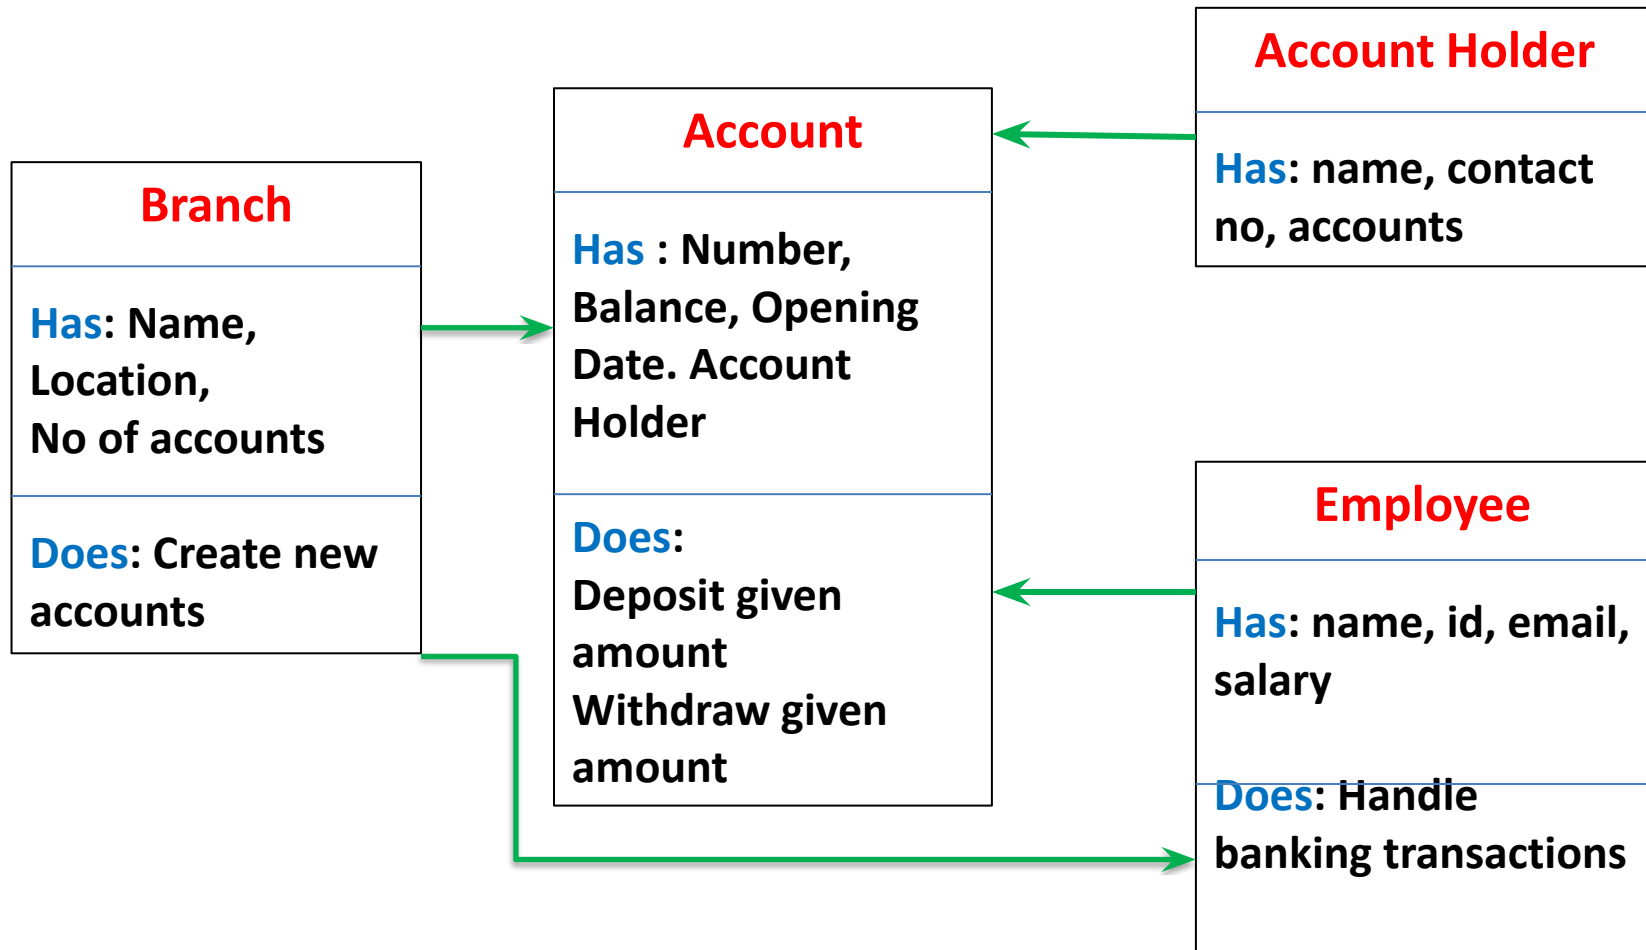 Branch
Has: Name,
Location,
No of accounts
Does: Create new
accounts
Account
Has : Number,
Balance, Opening
Date. Account
Holder
Does:
Deposit given
amount
Withdraw given
amount
Account Holder
Has: name, contact
no, accounts
Employee
Has: name, id, email,
salary
Does: Handle
banking transactions